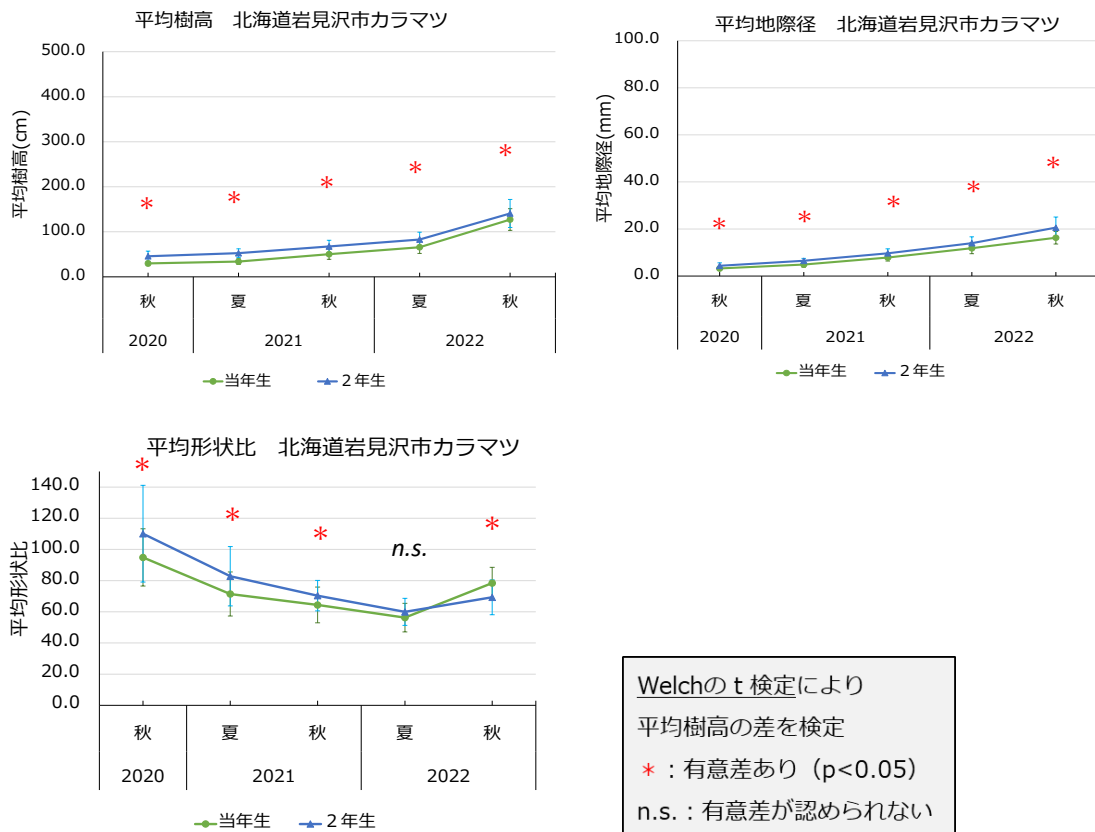 平均樹高　北海道岩見沢市カラマツ
平均樹高(cm)
500.0
400.0
300.0
200.0
100.0
0.0
* * * * *
秋 夏 秋 夏 秋
2020 2021 2022
当年生 2年生
平均地際径　北海道岩見沢市カラマツ
平均地際径(mm)
100.0
80.0
60.0
40.0
20.0
0.0
* * * * *
秋 夏 秋 夏 秋
2020 2021 2022
当年生 2年生
平均形状比　北海道岩見沢市カラマツ
平均形状比
140.0
120.0
100.0
80.0
60.0
40.0
20.0
0.0
* * * n.s. *
秋 夏 秋 夏 秋
2020 2021 2022
当年生 2年生
Welchのt検定により
平均樹高の差を検定
*：有意差あり（p<0.05）
n.s.：有意差が認められない